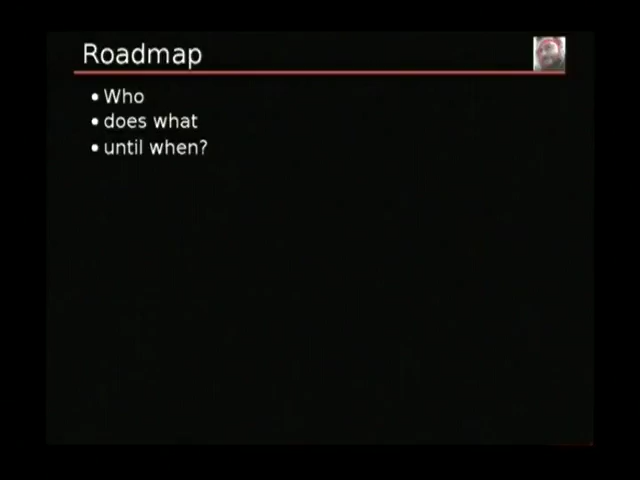 Roadmap
• Who
• does what
• until when?